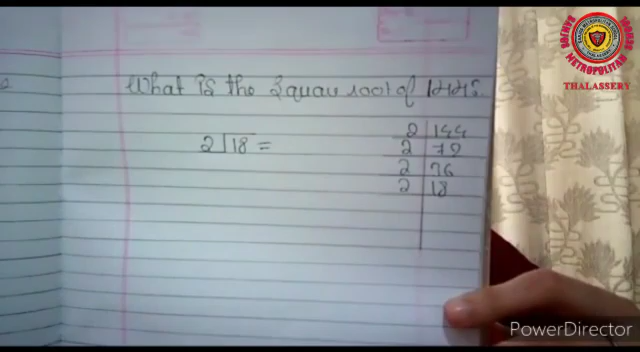 What is the Square root of 144?
2 | 18 =
2 | 144
2 | 72
2 | 36
2 | 18
METROPOLITAN
THALASSERY
PowerDirector